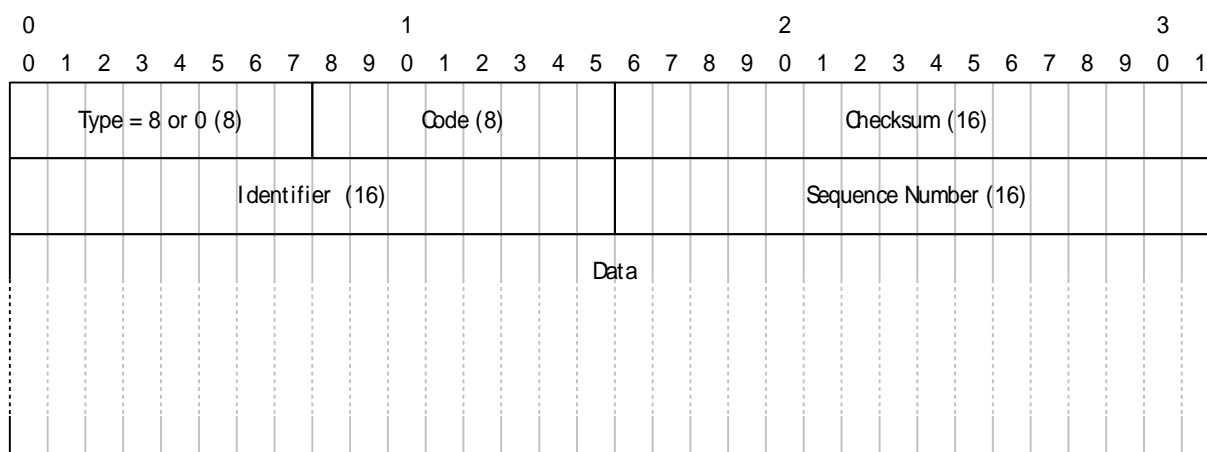 0 1 2 3
0 1 2 3 4 5 6 7 8 9 0 1 2 3 4 5 6 7 8 9 0 1 2 3 4 5 6 7 8 9 0 1
Type = 8 or 0 (8) Code (8) Checksum (16)
Identifier (16) Sequence Number (16)
Data